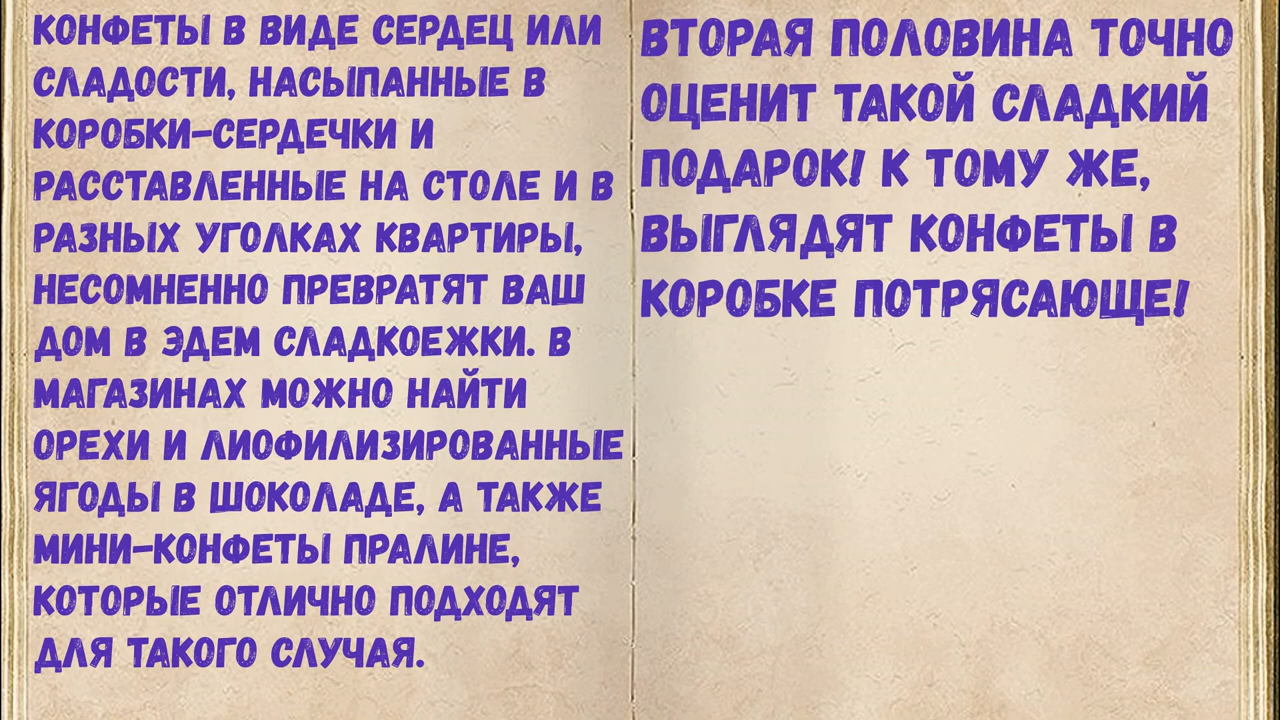 КОНФЕТЫ В ВИДЕ СЕРДЕЦ ИЛИ
СЛАДОСТИ, НАСЫПАННЫЕ В
КОРОБКИ-СЕРДЕЧКИ И
РАССТАВЛЕННЫЕ НА СТОЛЕ И В
РАЗНЫХ УГОЛКАХ КВАРТИРЫ,
НЕСОМНЕННО ПРЕВРАТЯТ ВАШ
ДОМ В ЭДЕМ СЛАДКОЕЖКИ. В
МАГАЗИНАХ МОЖНО НАЙТИ
ОРЕХИ И ЛИОФИЛИЗИРОВАННЫЕ
ЯГОДЫ В ШОКОЛАДЕ, А ТАКЖЕ
МИНИ-КОНФЕТЫ ПРАЛИНЕ,
КОТОРЫЕ ОТЛИЧНО ПОДХОДЯТ
ДЛЯ ТАКОГО СЛУЧАЯ.
ВТОРАЯ ПОЛОВИНА ТОЧНО
ОЦЕНИТ ТАКОЙ СЛАДКИЙ
ПОДАРОК! К ТОМУ ЖЕ,
ВЫГЛЯДЯТ КОНФЕТЫ В
КОРОБКЕ ПОТРЯСАЮЩЕ!